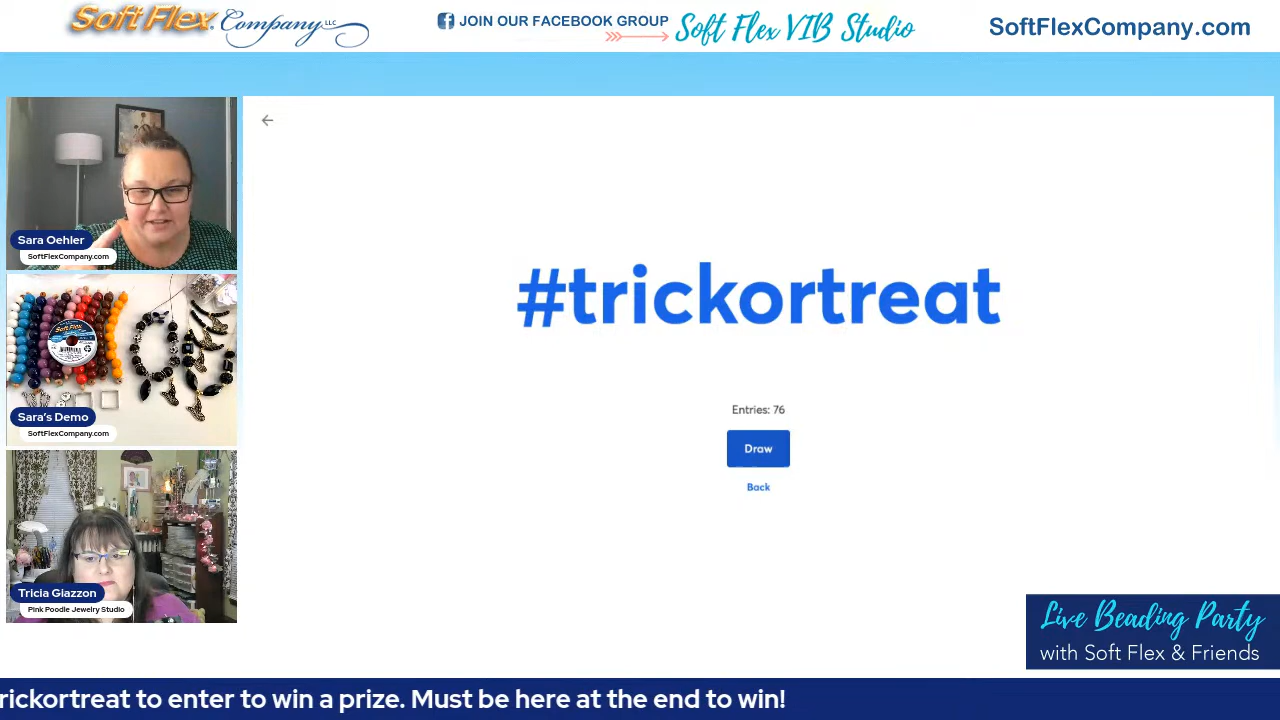 Soft Flex Company LLC
JOIN OUR FACEBOOK GROUP
Soft Flex VIB Studio
SoftFlexCompany.com
Sara Oehler
SoftFlexCompany.com
Soft Flex
Sara's Demo
SoftFlexCompany.com
Tricia Giazzon
Pink Poodle Jewelry Studio
#trickortreat
Entries: 76
Draw
Back
Live Beading Party
with Soft Flex & Friends
rickortreat to enter to win a prize. Must be here at the end to win!